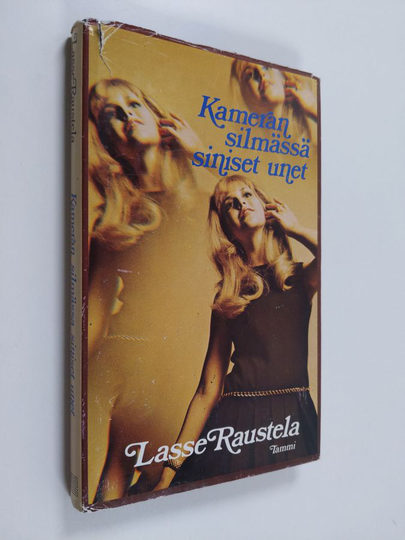 Kameran
silmässä
siniset unet
Lasse Raustela
Tammi
Lasse Raustela
Kameran silmässä siniset unet